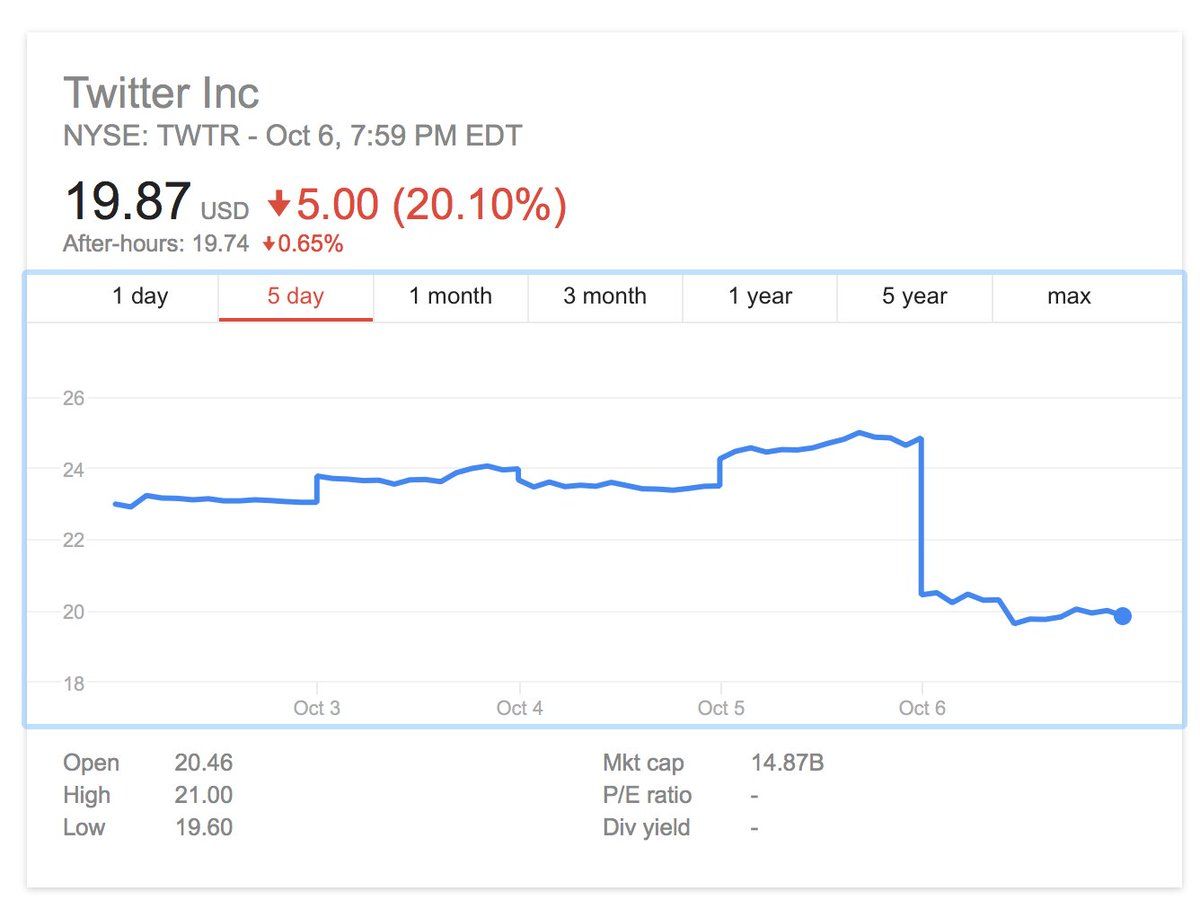 Twitter Inc
NYSE: TWTR - Oct 6, 7:59 PM EDT
19.87 USD ↓5.00 (20.10%)
After-hours: 19.74 ↓0.65%
1 day 5 day 1 month 3 month 1 year 5 year max
26
24
22
20
18
Oct 3 Oct 4 Oct 5 Oct 6
Open 20.46 Mkt cap 14.87B
High 21.00 P/E ratio -
Low 19.60 Div yield -